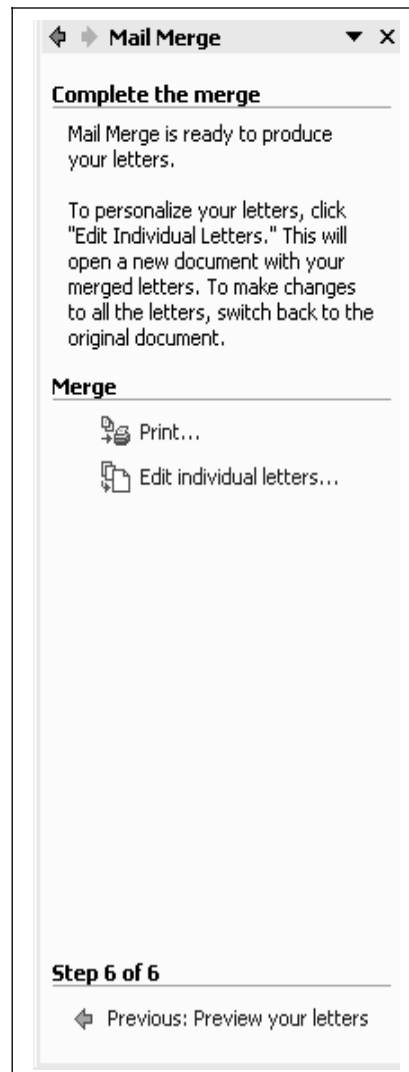 Mail Merge
Complete the merge
Mail Merge is ready to produce
your letters.
To personalize your letters, click
"Edit Individual Letters." This will
open a new document with your
merged letters. To make changes
to all the letters, switch back to the
original document.
Merge
Print...
Edit individual letters...
Step 6 of 6
Previous: Preview your letters